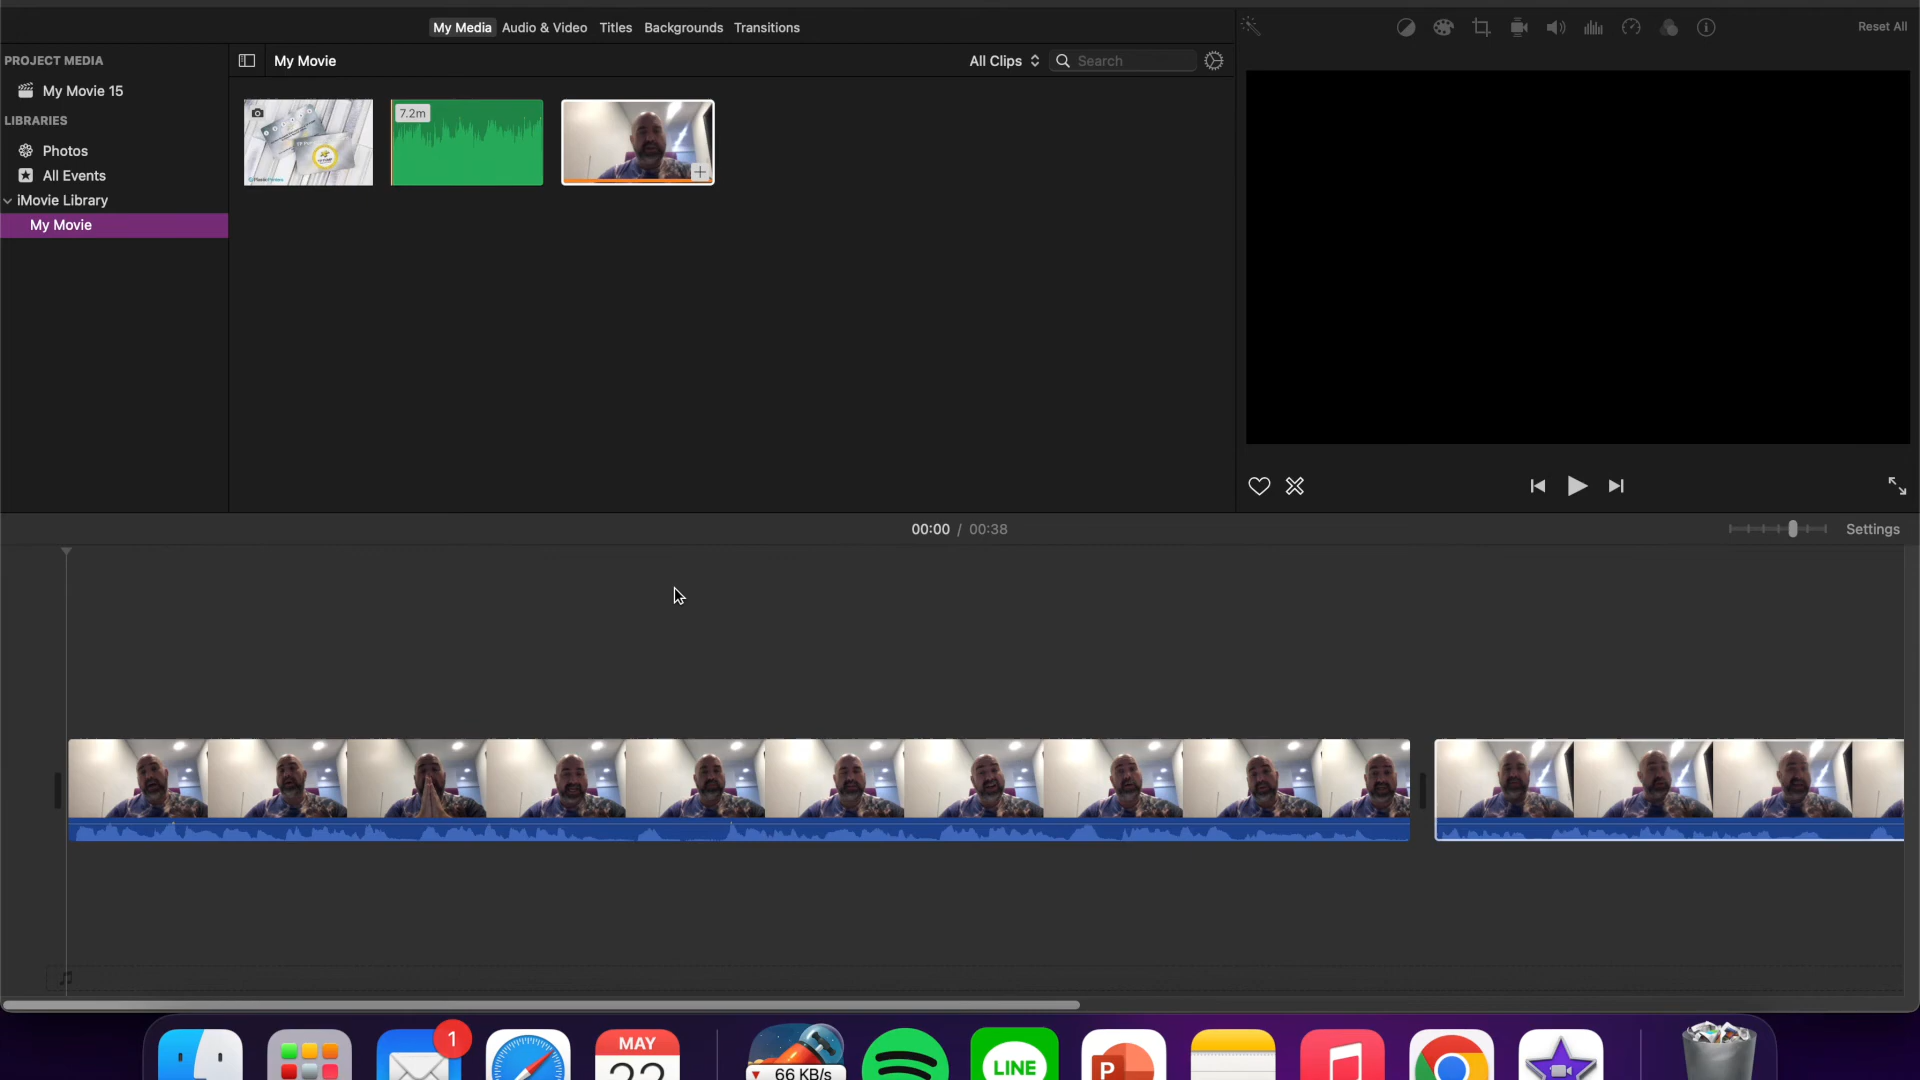 My Media Audio & Video Titles Backgrounds Transitions
Reset All
PROJECT MEDIA
My Movie All Clips Search
My Movie 15
7.2m
LIBRARIES
Photos
All Events
iMovie Library
My Movie
00:00 / 00:38
Settings
1
MAY
22
66 KB/s
LINE
P